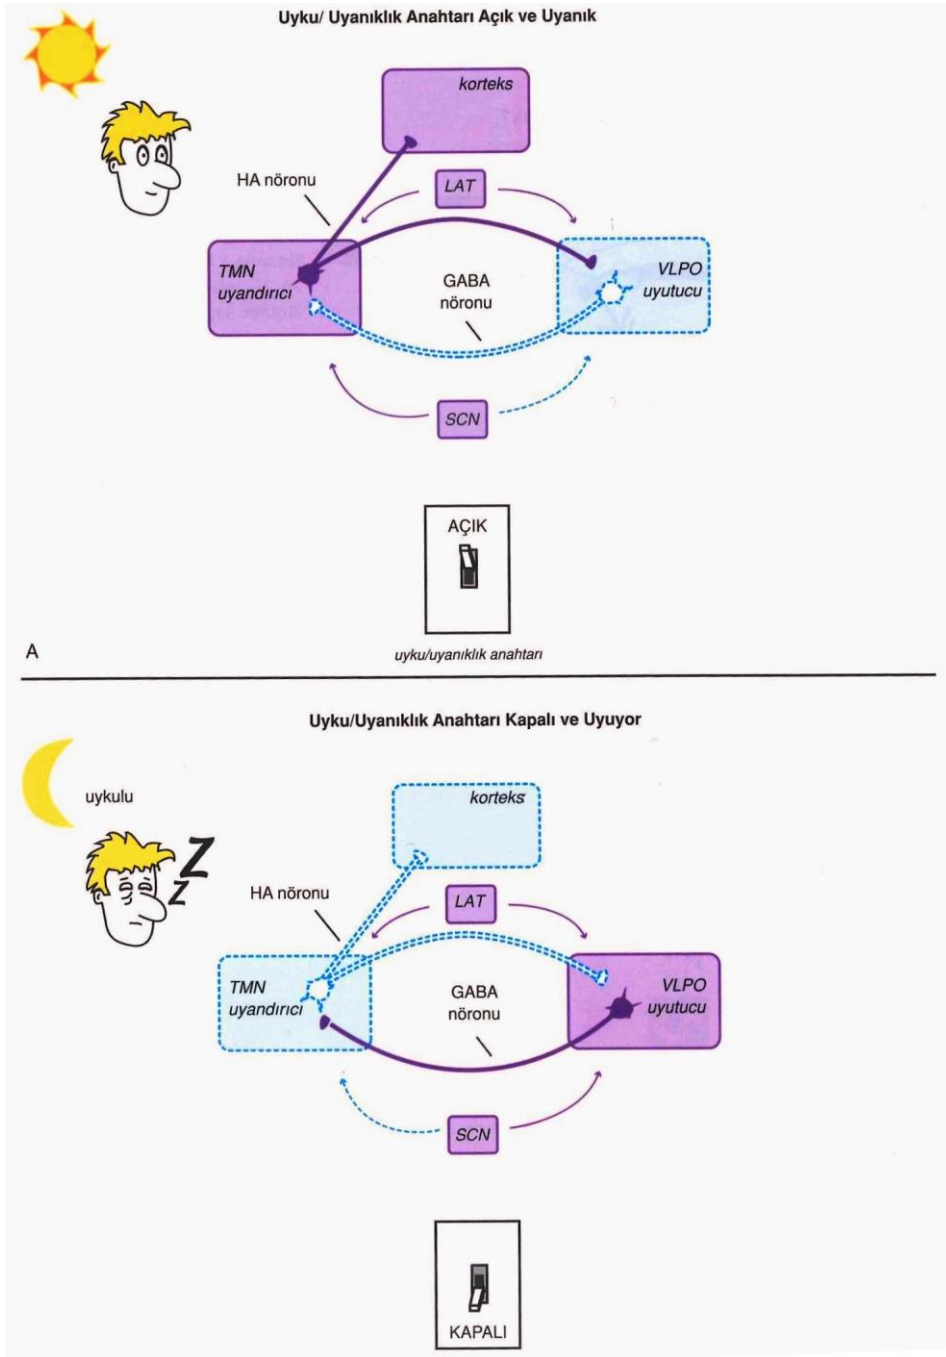 Uyku/ Uyanıklık Anahtarı Açık ve Uyanık
korteks
HA nöronu
LAT
TMN
uyandırıcı
GABA
nöronu
VLPO
uyutucu
SCN
AÇIK
A
uyku/uyanıklık anahtarı
Uyku/Uyanıklık Anahtarı Kapalı ve Uyuyor
uykulu
korteks
Z
Z
HA nöronu
LAT
TMN
uyandırıcı
GABA
nöronu
VLPO
uyutucu
SCN
KAPALI